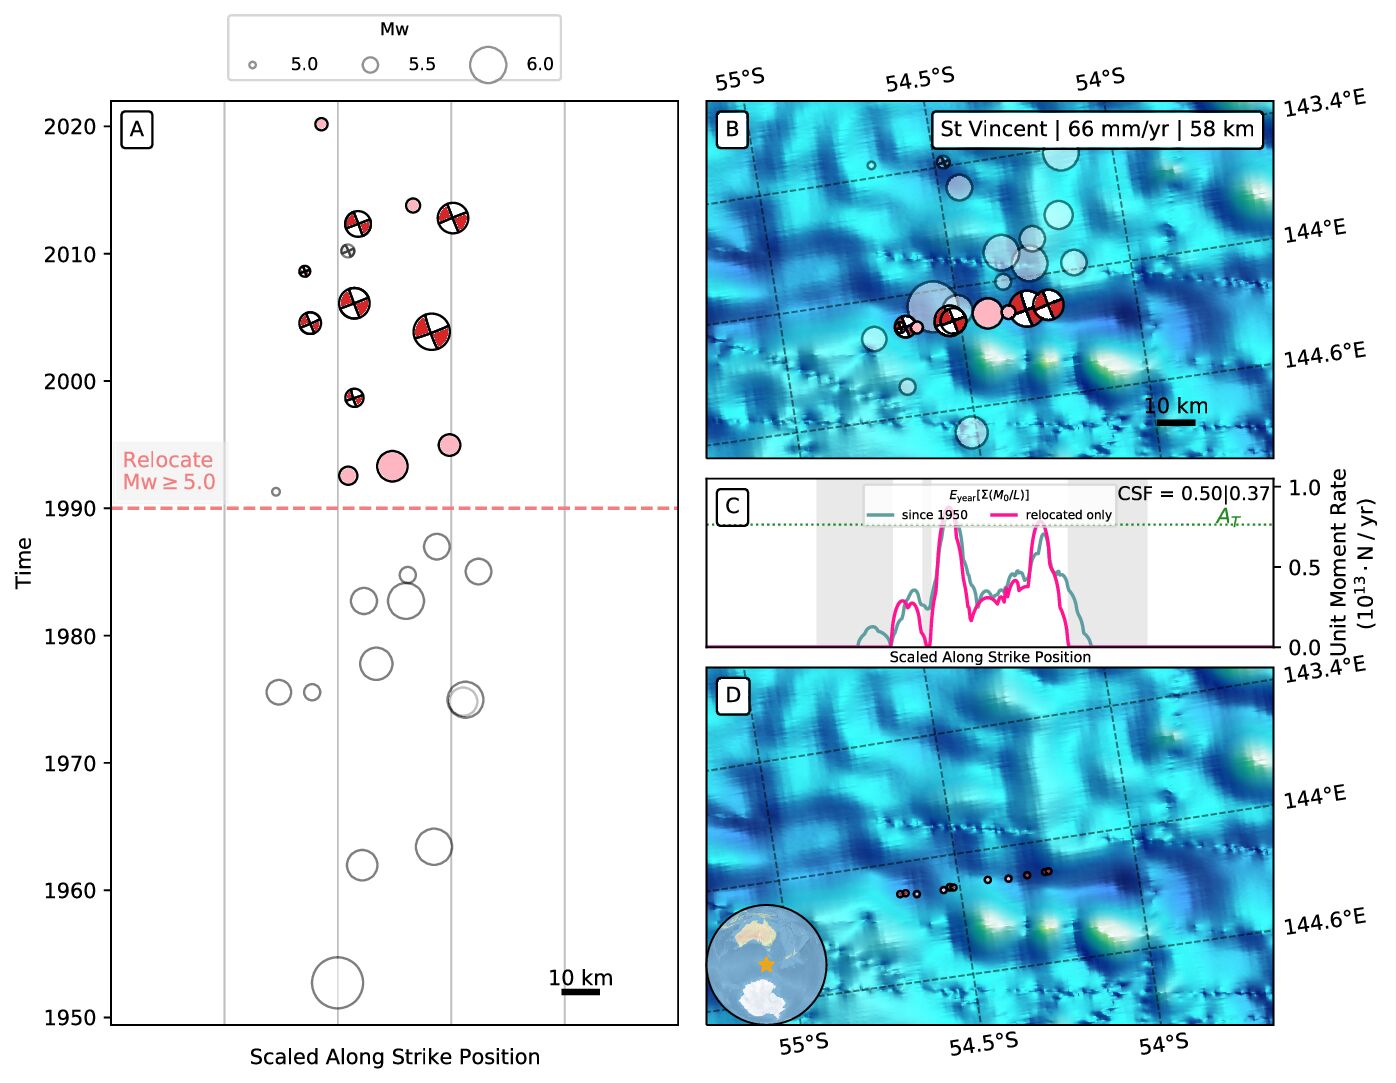 Mw
5.0 5.5 6.0
A
2020
2010
2000
1990
1980
1970
1960
1950
Time
Relocate
Mw ≥ 5.0
10 km
Scaled Along Strike Position
55°S 54.5°S 54°S
B
St Vincent | 66 mm/yr | 58 km
143.4°E
144°E
144.6°E
10 km
C
E_year[Σ(M_0/L)]
since 1950 relocated only
CSF = 0.50|0.37
A_T
1.0
0.5
0.0
Unit Moment Rate
(10^13 · N / yr)
Scaled Along Strike Position
D
143.4°E
144°E
144.6°E
55°S 54.5°S 54°S